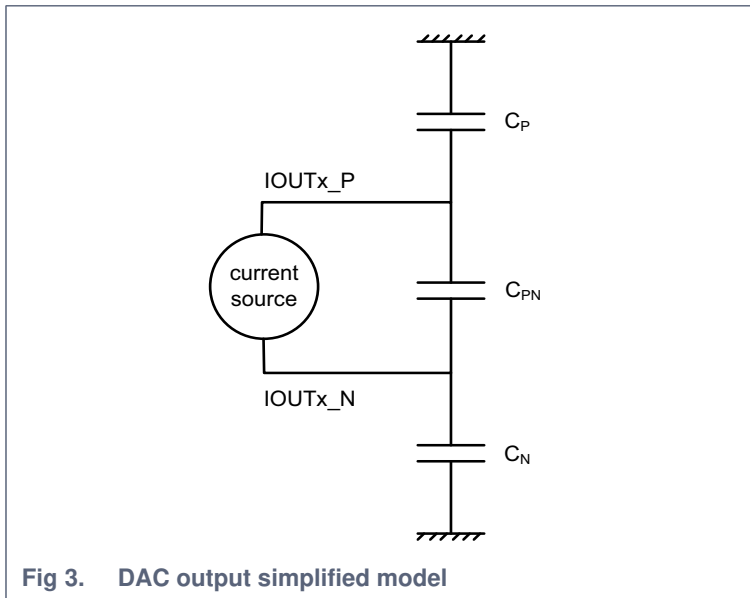 C_P
IOUTx_P
current
source
C_PN
IOUTx_N
C_N
Fig 3. DAC output simplified model